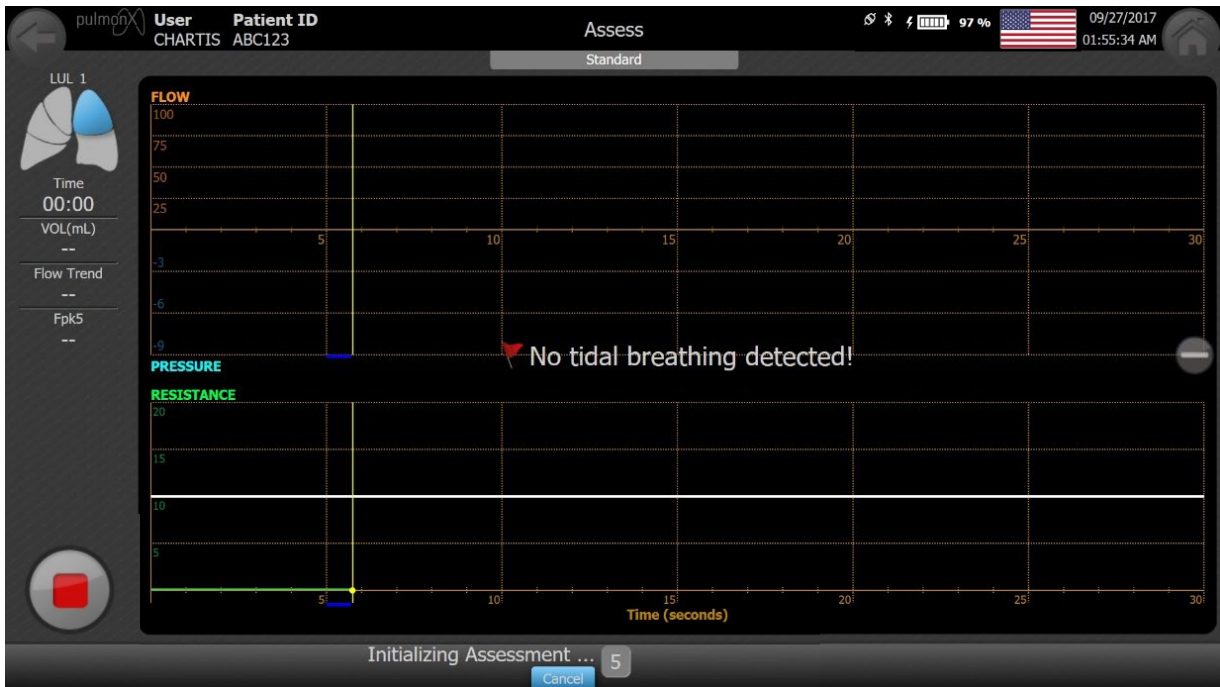 pulmonX
User Patient ID
CHARTIS ABC123
Assess
97 %
09/27/2017
01:55:34 AM
Standard
LUL 1
Time
00:00
VOL(mL)
--
Flow Trend
--
Fpk5
--
FLOW
100
75
50
25
5 10 15 20 25 30
-3
-6
-9
No tidal breathing detected!
PRESSURE
RESISTANCE
20
15
10
5
5 10 15 20 25 30
Time (seconds)
Initializing Assessment ... 5
Cancel